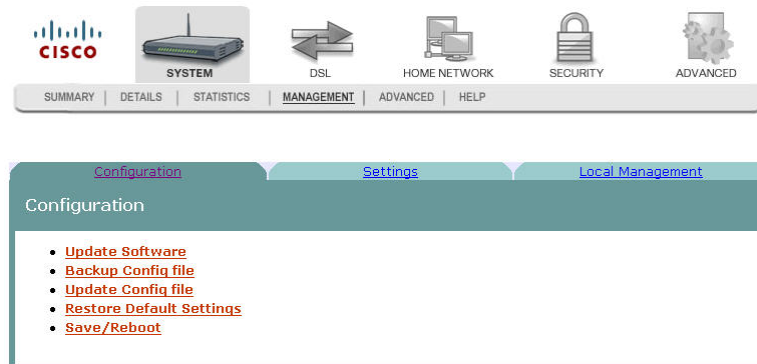 CISCO
SYSTEM DSL HOME NETWORK SECURITY ADVANCED
SUMMARY | DETAILS | STATISTICS | MANAGEMENT | ADVANCED | HELP
Configuration Settings Local Management
Configuration
Update Software
Backup Config file
Update Config file
Restore Default Settings
Save/Reboot